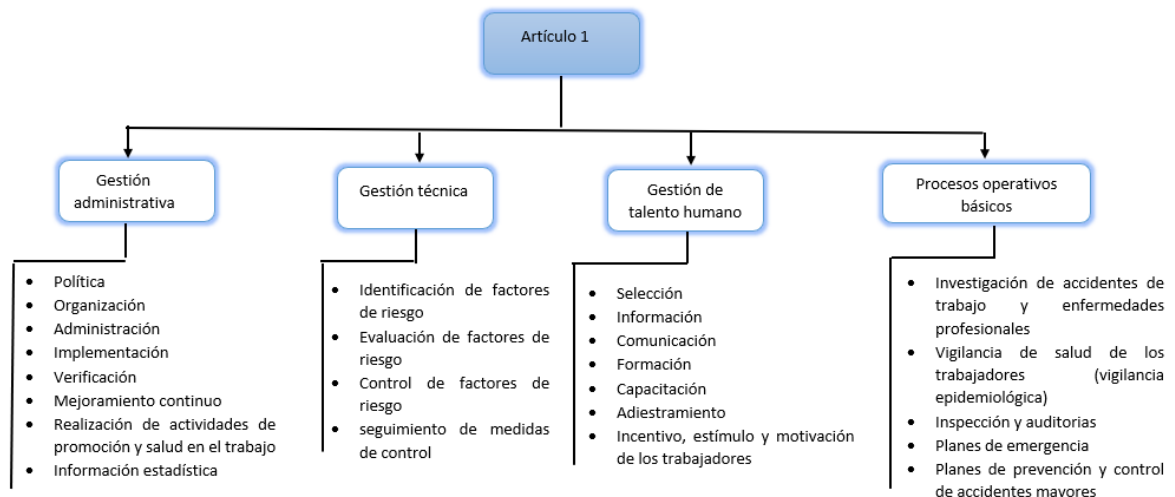 Artículo 1
Gestión
administrativa
Gestión técnica
Gestión de
talento humano
Procesos operativos
básicos
• Política
• Organización
• Administración
• Implementación
• Verificación
• Mejoramiento continuo
• Realización de actividades de
promoción y salud en el trabajo
• Información estadística
• Identificación de factores
de riesgo
• Evaluación de factores de
riesgo
• Control de factores de
riesgo
• seguimiento de medidas
de control
• Selección
• Información
• Comunicación
• Formación
• Capacitación
• Adiestramiento
• Incentivo, estímulo y motivación
de los trabajadores
• Investigación de accidentes de
trabajo y enfermedades
profesionales
• Vigilancia de salud de los
trabajadores (vigilancia
epidemiológica)
• Inspección y auditorias
• Planes de emergencia
• Planes de prevención y control
de accidentes mayores